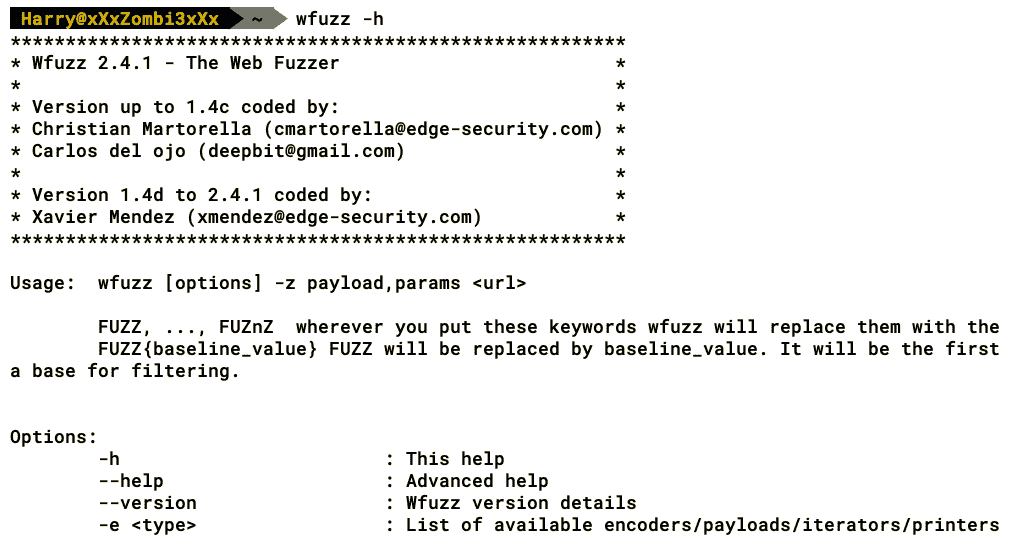 Harry@xXxZombi3xXx ~ wfuzz -h
********************************************************
* Wfuzz 2.4.1 - The Web Fuzzer                         *
*                                                      *
* Version up to 1.4c coded by:                         *
* Christian Martorella (cmartorella@edge-security.com) *
* Carlos del ojo (deepbit@gmail.com)                   *
*                                                      *
* Version 1.4d to 2.4.1 coded by:                      *
* Xavier Mendez (xmendez@edge-security.com)            *
********************************************************
Usage:  wfuzz [options] -z payload,params <url>
        FUZZ, ..., FUZnZ  wherever you put these keywords wfuzz will replace them with the
        FUZZ{baseline_value} FUZZ will be replaced by baseline_value. It will be the first
a base for filtering.
Options:
        -h                        : This help
        --help                    : Advanced help
        --version                 : Wfuzz version details
        -e <type>                 : List of available encoders/payloads/iterators/printers